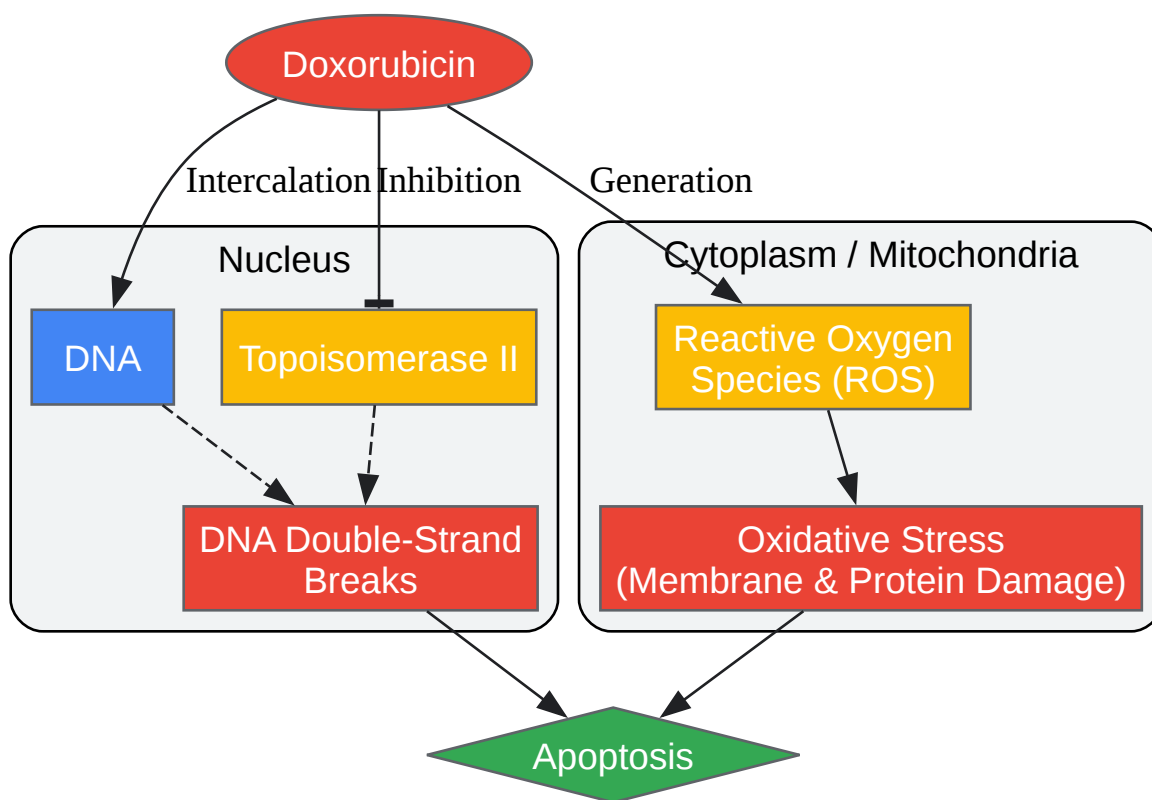 Doxorubicin
Intercalation
Inhibition
Generation
Nucleus
Cytoplasm / Mitochondria
DNA
Topoisomerase II
Reactive Oxygen
Species (ROS)
DNA Double-Strand
Breaks
Oxidative Stress
(Membrane & Protein Damage)
Apoptosis